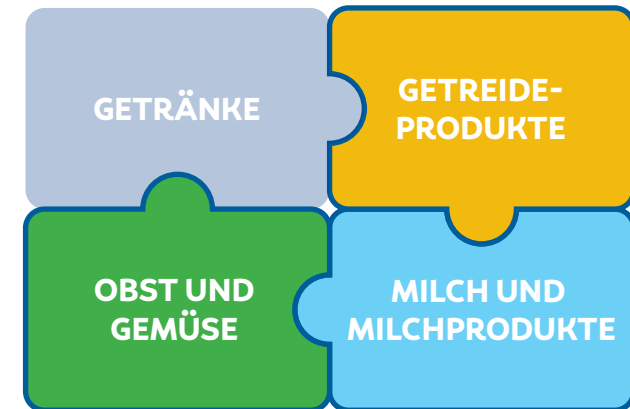 GETRÄNKE
GETREIDE-
PRODUKTE
OBST UND
GEMÜSE
MILCH UND
MILCHPRODUKTE